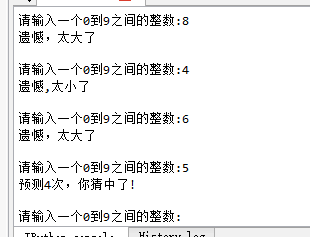 请输入一个0到9之间的整数:8
遗憾，太大了
请输入一个0到9之间的整数:4
遗憾,太小了
请输入一个0到9之间的整数:6
遗憾，太大了
请输入一个0到9之间的整数:5
预测4次，你猜中了!
请输入一个0到9之间的整数:
IPython console History log